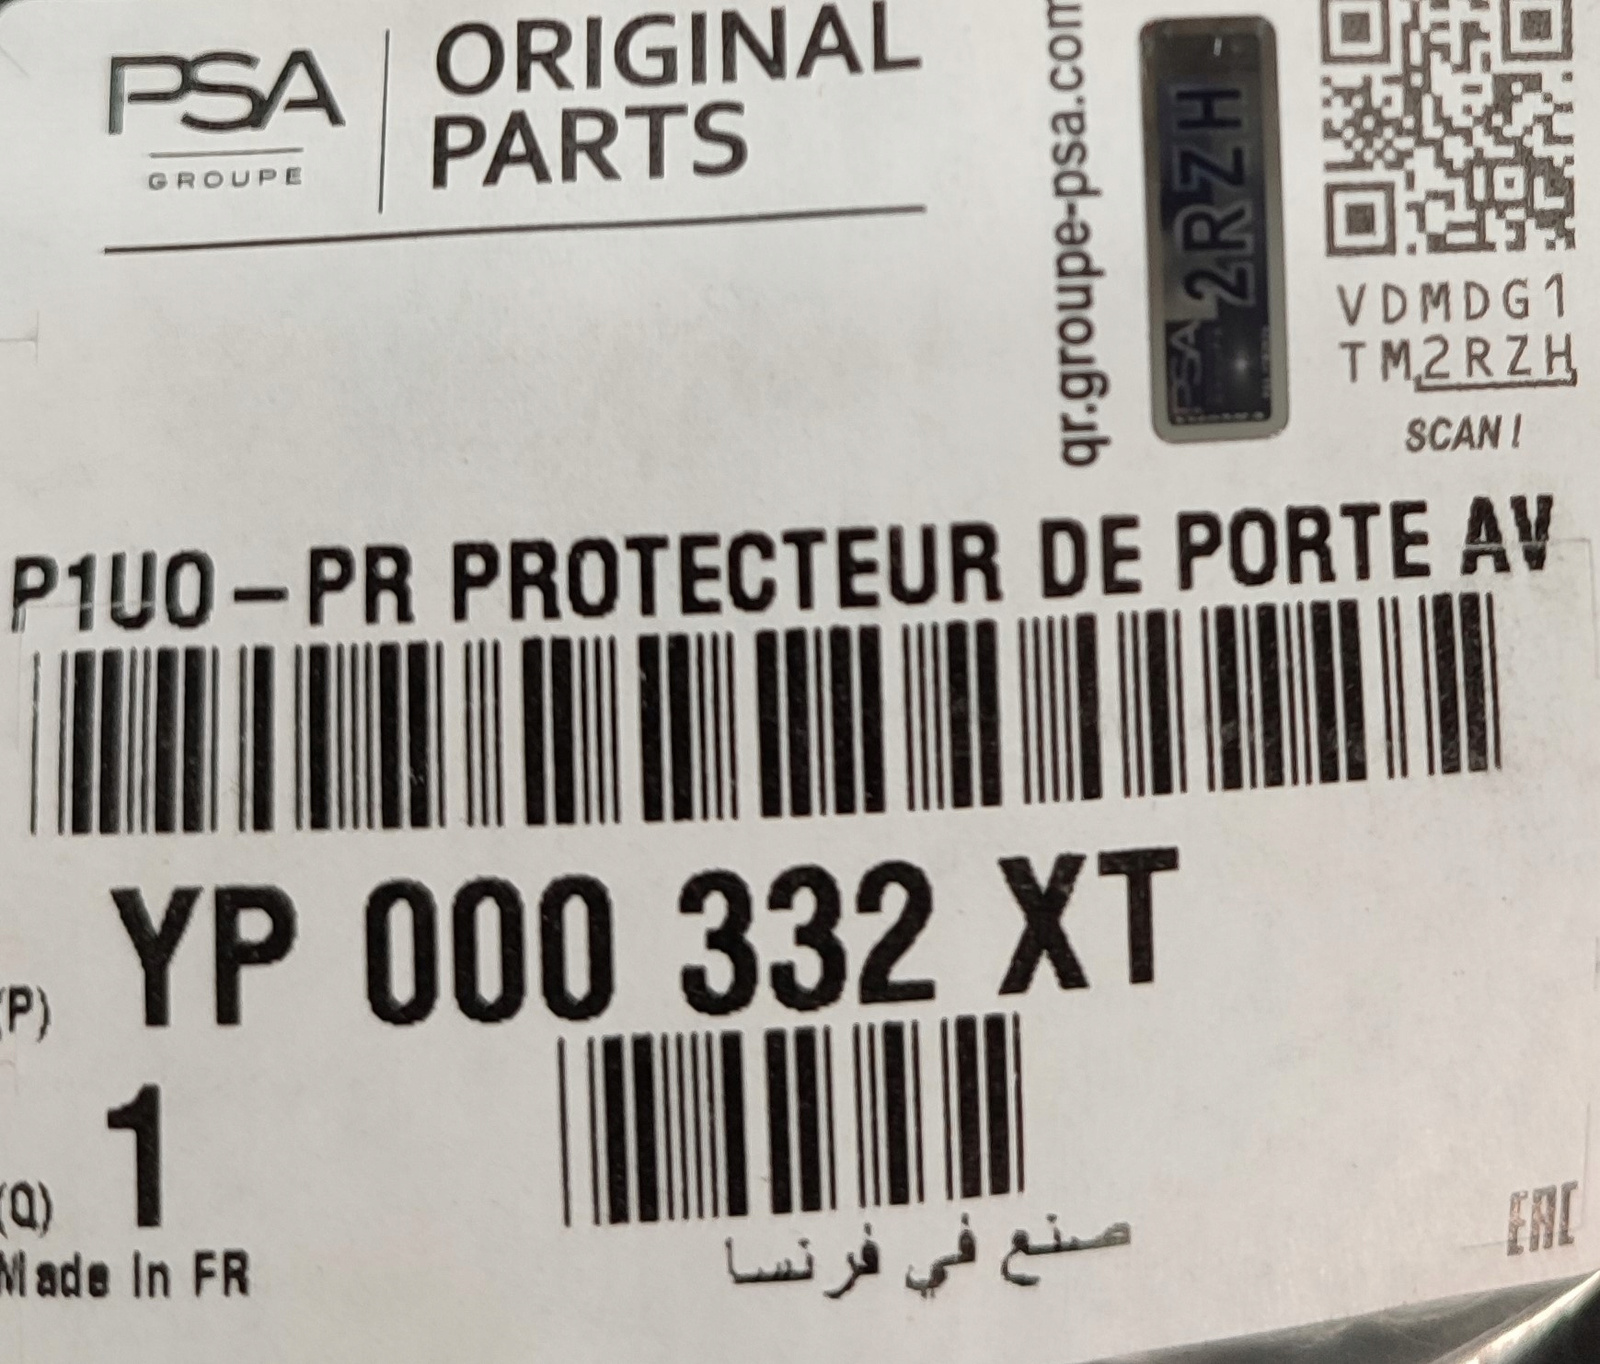 PSA
GROUPE
ORIGINAL
PARTS
qr.groupe-psa.com
PSA 2RZH
VDMDG1
TM2RZH
SCAN!
P1U0-PR PROTECTEUR DE PORTE AV
(P) YP 000 332 XT
(Q) 1
Made In FR
صنع في فرنسا
EAC